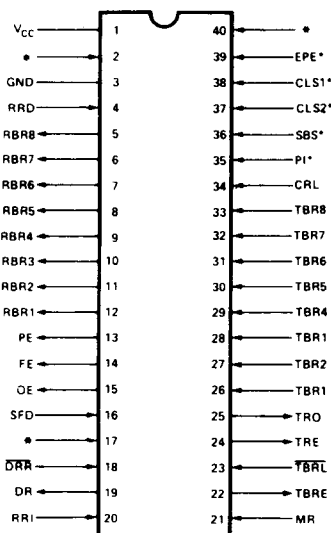 V_CC 1 40 *
* 2 39 EPE*
GND 3 38 CLS1*
RRD 4 37 CLS2*
RBR8 5 36 SBS*
RBR7 6 35 PI*
RBR6 7 34 CRL
RBR5 8 33 TBR8
RBR4 9 32 TBR7
RBR3 10 31 TBR6
RBR2 11 30 TBR5
RBR1 12 29 TBR4
PE 13 28 TBR1
FE 14 27 TBR2
OE 15 26 TBR1
SFD 16 25 TRO
* 17 24 TRE
D̅R̅R̅ 18 23 T̅B̅R̅L̅
DR 19 22 TBRE
RRI 20 21 MR